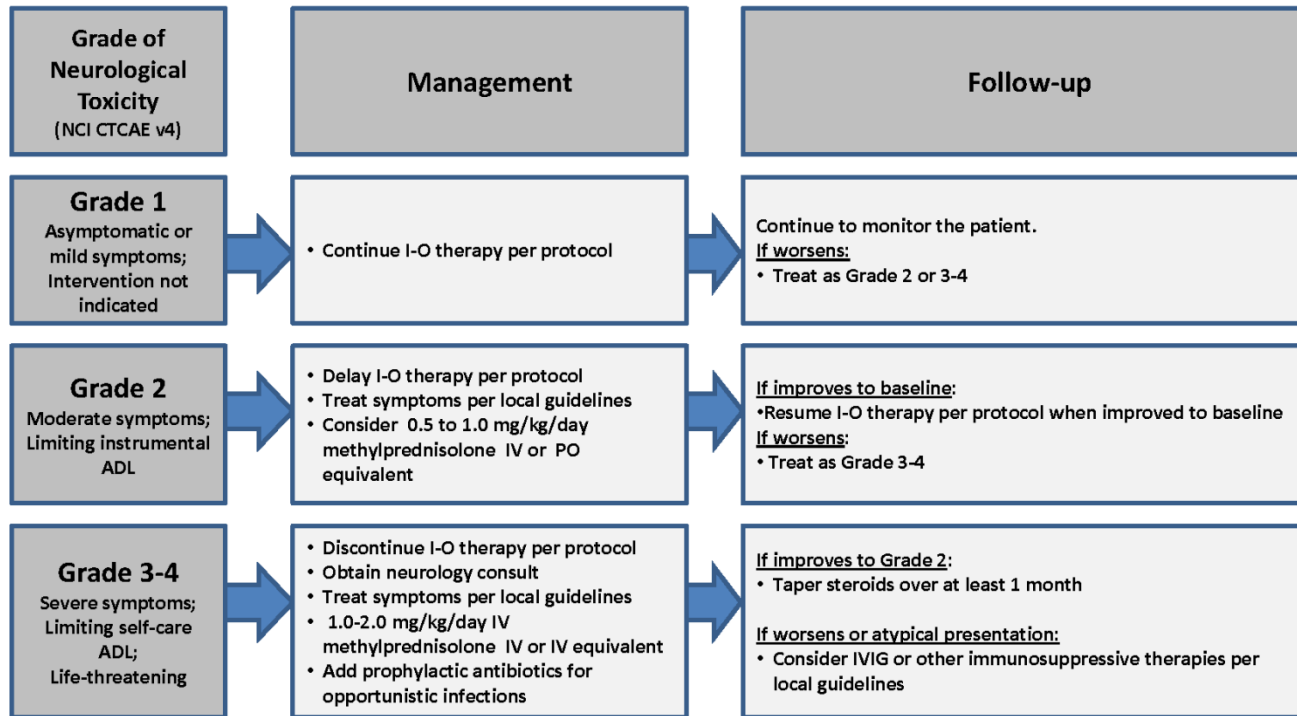 Grade of
Neurological
Toxicity
(NCI CTCAE v4)
Management
Follow-up
Grade 1
Asymptomatic or
mild symptoms;
Intervention not
indicated
• Continue I-O therapy per protocol
Continue to monitor the patient.
If worsens:
• Treat as Grade 2 or 3-4
Grade 2
Moderate symptoms;
Limiting instrumental
ADL
• Delay I-O therapy per protocol
• Treat symptoms per local guidelines
• Consider 0.5 to 1.0 mg/kg/day
methylprednisolone IV or PO
equivalent
If improves to baseline:
•Resume I-O therapy per protocol when improved to baseline
If worsens:
• Treat as Grade 3-4
Grade 3-4
Severe symptoms;
Limiting self-care
ADL;
Life-threatening
• Discontinue I-O therapy per protocol
• Obtain neurology consult
• Treat symptoms per local guidelines
• 1.0-2.0 mg/kg/day IV
methylprednisolone IV or IV equivalent
• Add prophylactic antibiotics for
opportunistic infections
If improves to Grade 2:
• Taper steroids over at least 1 month
If worsens or atypical presentation:
• Consider IVIG or other immunosuppressive therapies per
local guidelines